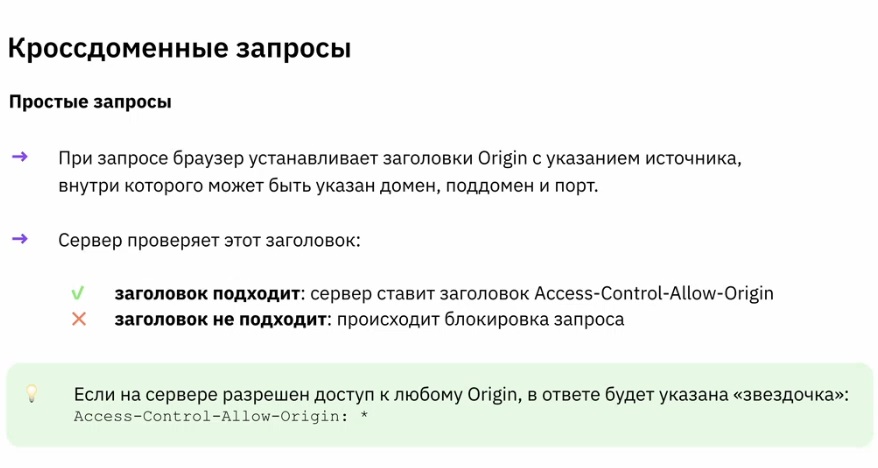 Кроссдоменные запросы
Простые запросы
→ При запросе браузер устанавливает заголовки Origin с указанием источника,
внутри которого может быть указан домен, поддомен и порт.
→ Сервер проверяет этот заголовок:
✓ заголовок подходит: сервер ставит заголовок Access-Control-Allow-Origin
✕ заголовок не подходит: происходит блокировка запроса
Если на сервере разрешен доступ к любому Origin, в ответе будет указана «звездочка»:
Access-Control-Allow-Origin: *